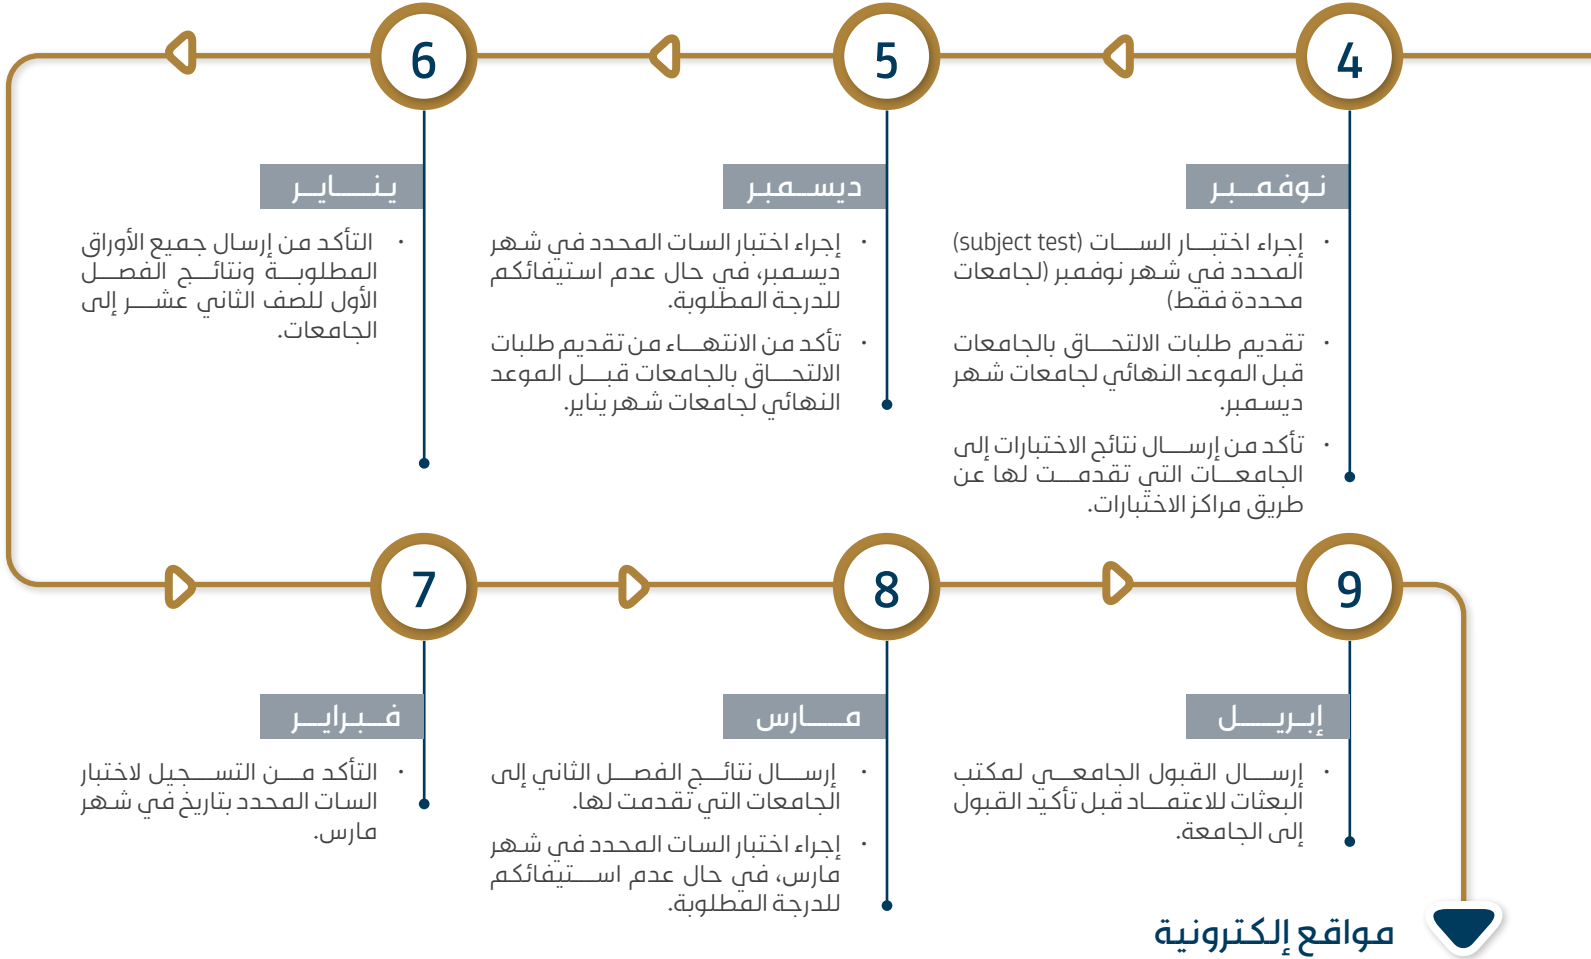 4
نوفمبر
• إجراء اختبار السات (subject test)
المحدد في شهر نوفمبر (لجامعات
محددة فقط)
• تقديم طلبات الالتحاق بالجامعات
قبل الموعد النهائي لجامعات شهر
ديسمبر.
• تأكد من إرسال نتائج الاختبارات إلى
الجامعات التي تقدمت لها عن
طريق مراكز الاختبارات.
5
ديسمبر
• إجراء اختبار السات المحدد في شهر
ديسمبر، في حال عدم استيفائكم
للدرجة المطلوبة.
• تأكد من الانتهاء من تقديم طلبات
الالتحاق بالجامعات قبل الموعد
النهائي لجامعات شهر يناير.
6
يناير
• التأكد من إرسال جميع الأوراق
المطلوبة ونتائج الفصل
الأول للصف الثاني عشر إلى
الجامعات.
7
فبراير
• التأكد من التسجيل لاختبار
السات المحدد بتاريخ في شهر
مارس.
8
مارس
• إرسال نتائج الفصل الثاني إلى
الجامعات التي تقدمت لها.
• إجراء اختبار السات المحدد في شهر
مارس، في حال عدم استيفائكم
للدرجة المطلوبة.
9
إبريل
• إرسال القبول الجامعي لمكتب
البعثات للاعتماد قبل تأكيد القبول
إلى الجامعة.
مواقع إلكترونية